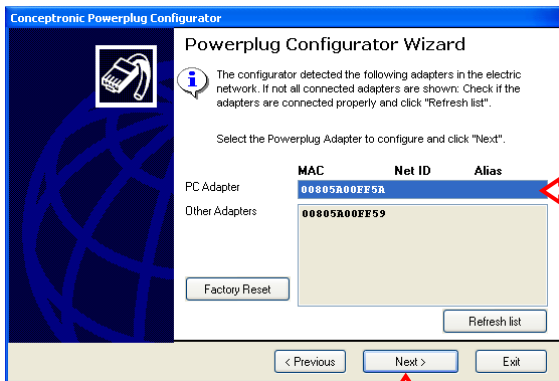 Conceptronic Powerplug Configurator
Powerplug Configurator Wizard
The configurator detected the following adapters in the electric
network. If not all connected adapters are shown: Check if the
adapters are connected properly and click "Refresh list".
Select the Powerplug Adapter to configure and click "Next".
MAC Net ID Alias
PC Adapter 00805A00FF5A
Other Adapters 00805A00FF59
Factory Reset
Refresh list
< Previous Next > Exit